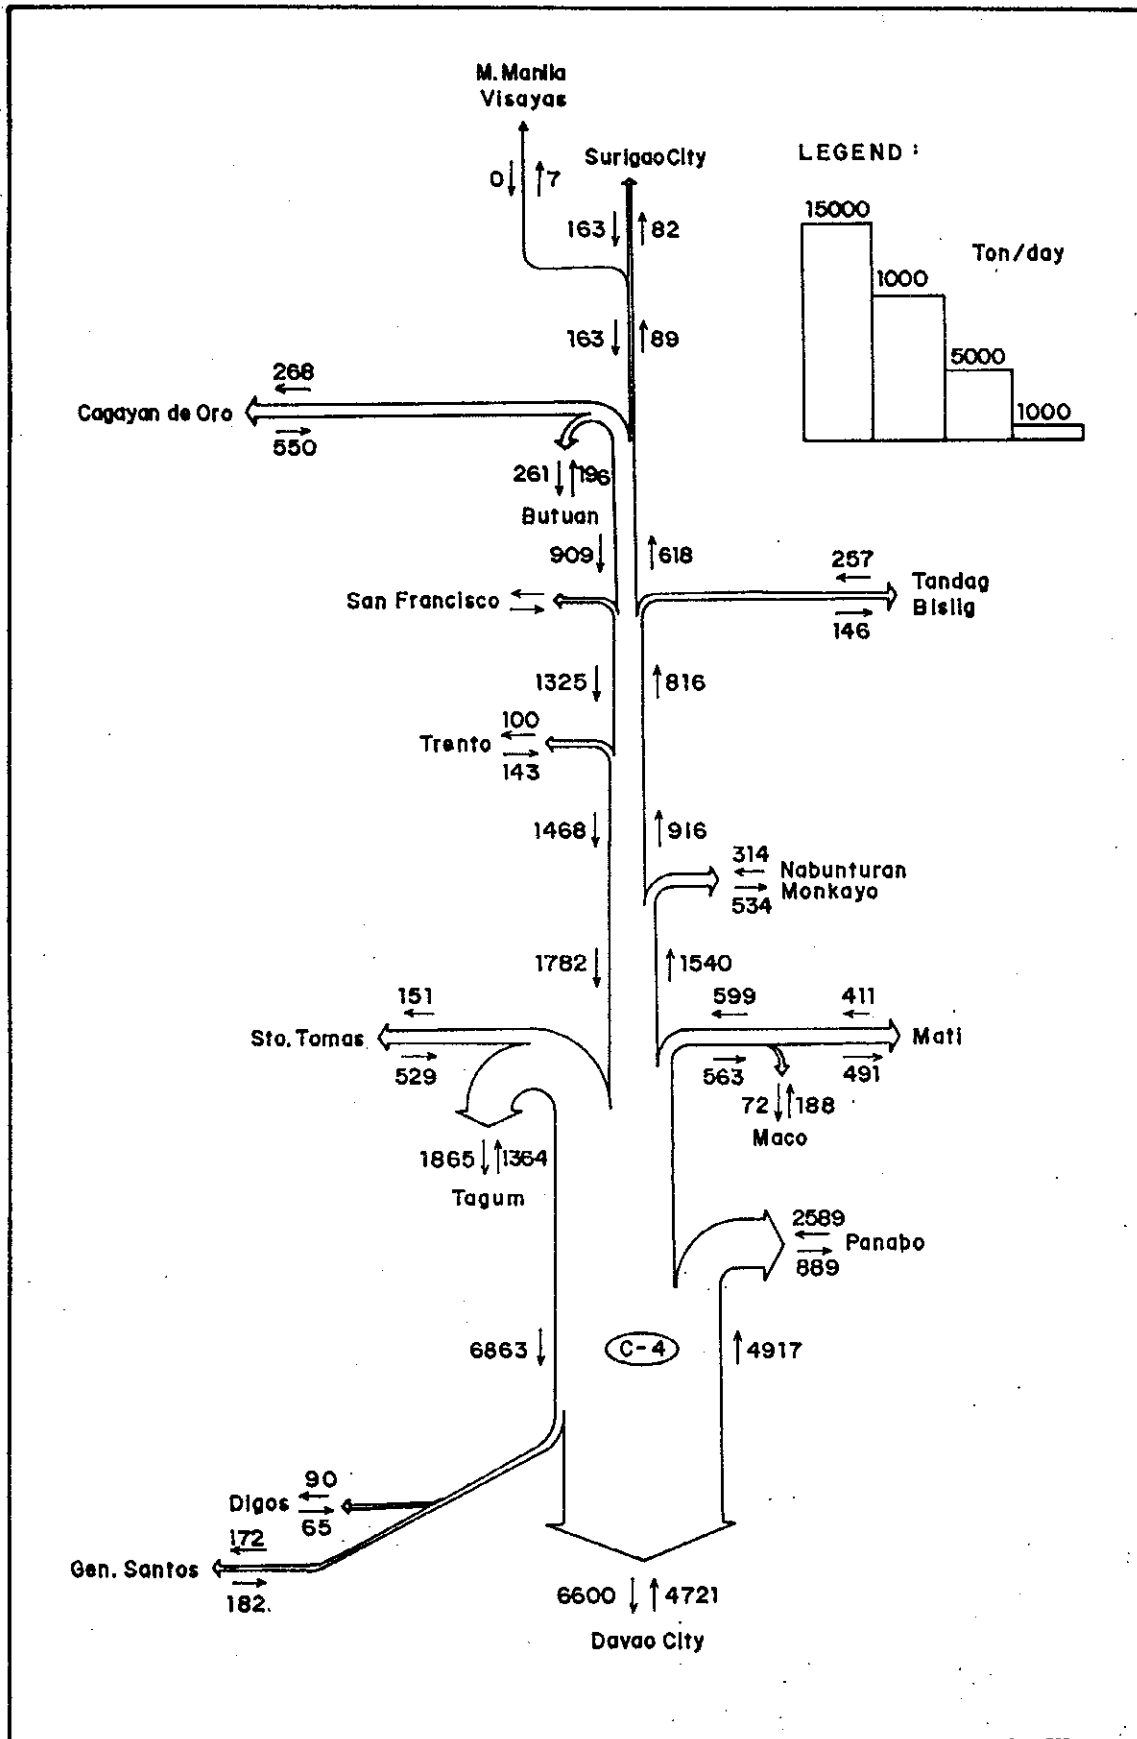 M. Manila
Visayas
Surigao City
LEGEND :
0 7
163 82
15000
1000
5000
1000
Ton/day
163 89
268
Cagayan de Oro
550
261 196
Butuan
909 618
257
San Francisco
Tandag
Bislig
146
1325 816
100
Trento
143
1468 916
314
Nabunturan
Monkayo
534
1782 1540
151
599
411
Sto. Tomas
Mati
529
563
491
72 188
Maco
1865 1364
Tagum
2589
Panabo
889
6863
C-4
4917
90
Digos
65
172
Gen. Santos
182.
6600 4721
Davao City